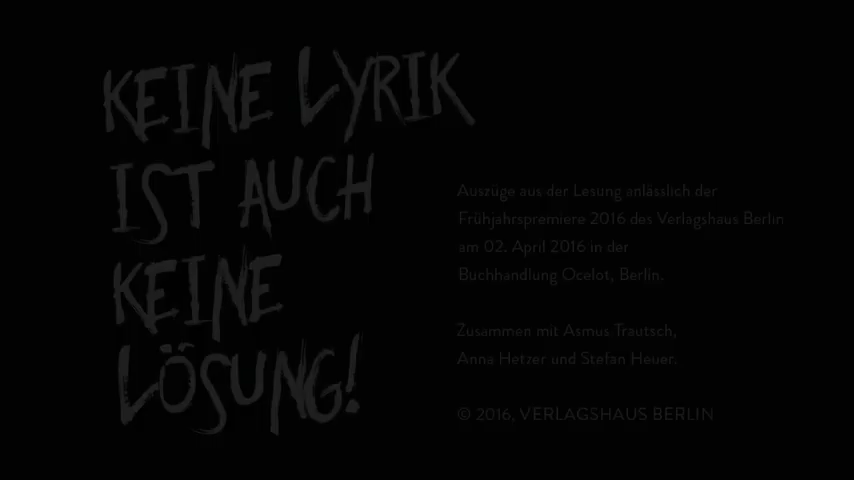 KEINE LYRIK
IST AUCH
KEINE
LÖSUNG!
Auszüge aus der Lesung anlässlich der
Frühjahrspremiere 2016 des Verlagshaus Berlin
am 02. April 2016 in der
Buchhandlung Ocelot, Berlin.
Zusammen mit Asmus Trautsch,
Anna Hetzer und Stefan Heuer.
© 2016, VERLAGSHAUS BERLIN